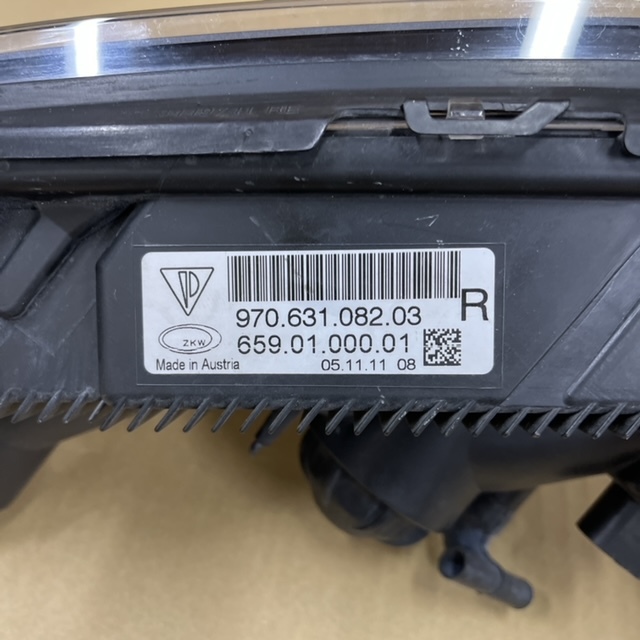 970.631.082.03
R
ZKW
659.01.000.01
Made in Austria
05.11.11 08